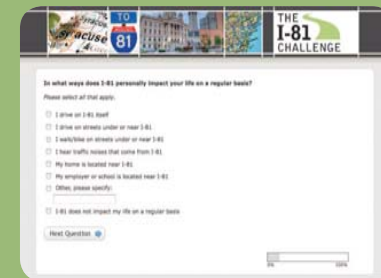 Syracuse
TO
81
THE
I-81
CHALLENGE
In what ways does I-81 personally impact your life on a regular basis?
Please select all that apply.
I drive on I-81 itself
I drive on streets under or near I-81
I walk/bike on streets under or near I-81
I hear traffic noises that come from I-81
My home is located near I-81
My employer or school is located near I-81
Other, please specify:
I-81 does not impact my life on a regular basis
Next Question
0%
100%